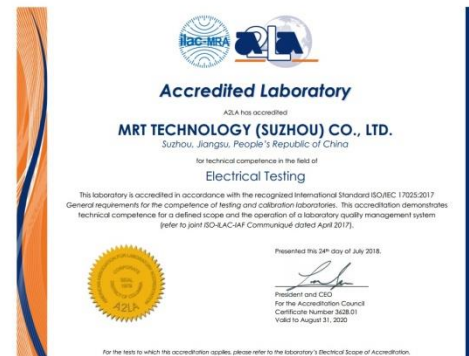 ilac-MRA
A2LA
Accredited Laboratory
A2LA has accredited
MRT TECHNOLOGY (SUZHOU) CO., LTD.
Suzhou, Jiangsu, People's Republic of China
for technical competence in the field of
Electrical Testing
This laboratory is accredited in accordance with the recognized International Standard ISO/IEC 17025:2017
General requirements for the competence of testing and calibration laboratories. This accreditation demonstrates
technical competence for a defined scope and the operation of a laboratory quality management system
(refer to joint ISO-ILAC-IAF Communiqué dated April 2017).
Presented this 24th day of July 2018.
President and CEO
For the Accreditation Council
Certificate Number 3628.01
Valid to August 31, 2020
SEAL
1978
A2LA
For the tests to which this accreditation applies, please refer to the laboratory's Electrical Scope of Accreditation.